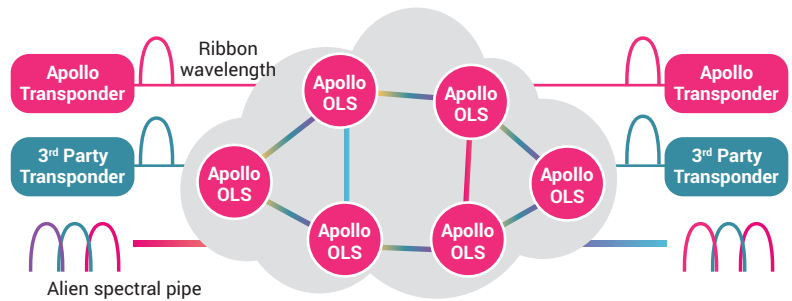 Apollo
Transponder
Ribbon
wavelength
Apollo
OLS
Apollo
OLS
Apollo
Transponder
3rd Party
Transponder
Apollo
OLS
Apollo
OLS
3rd Party
Transponder
Apollo
OLS
Apollo
OLS
Alien spectral pipe